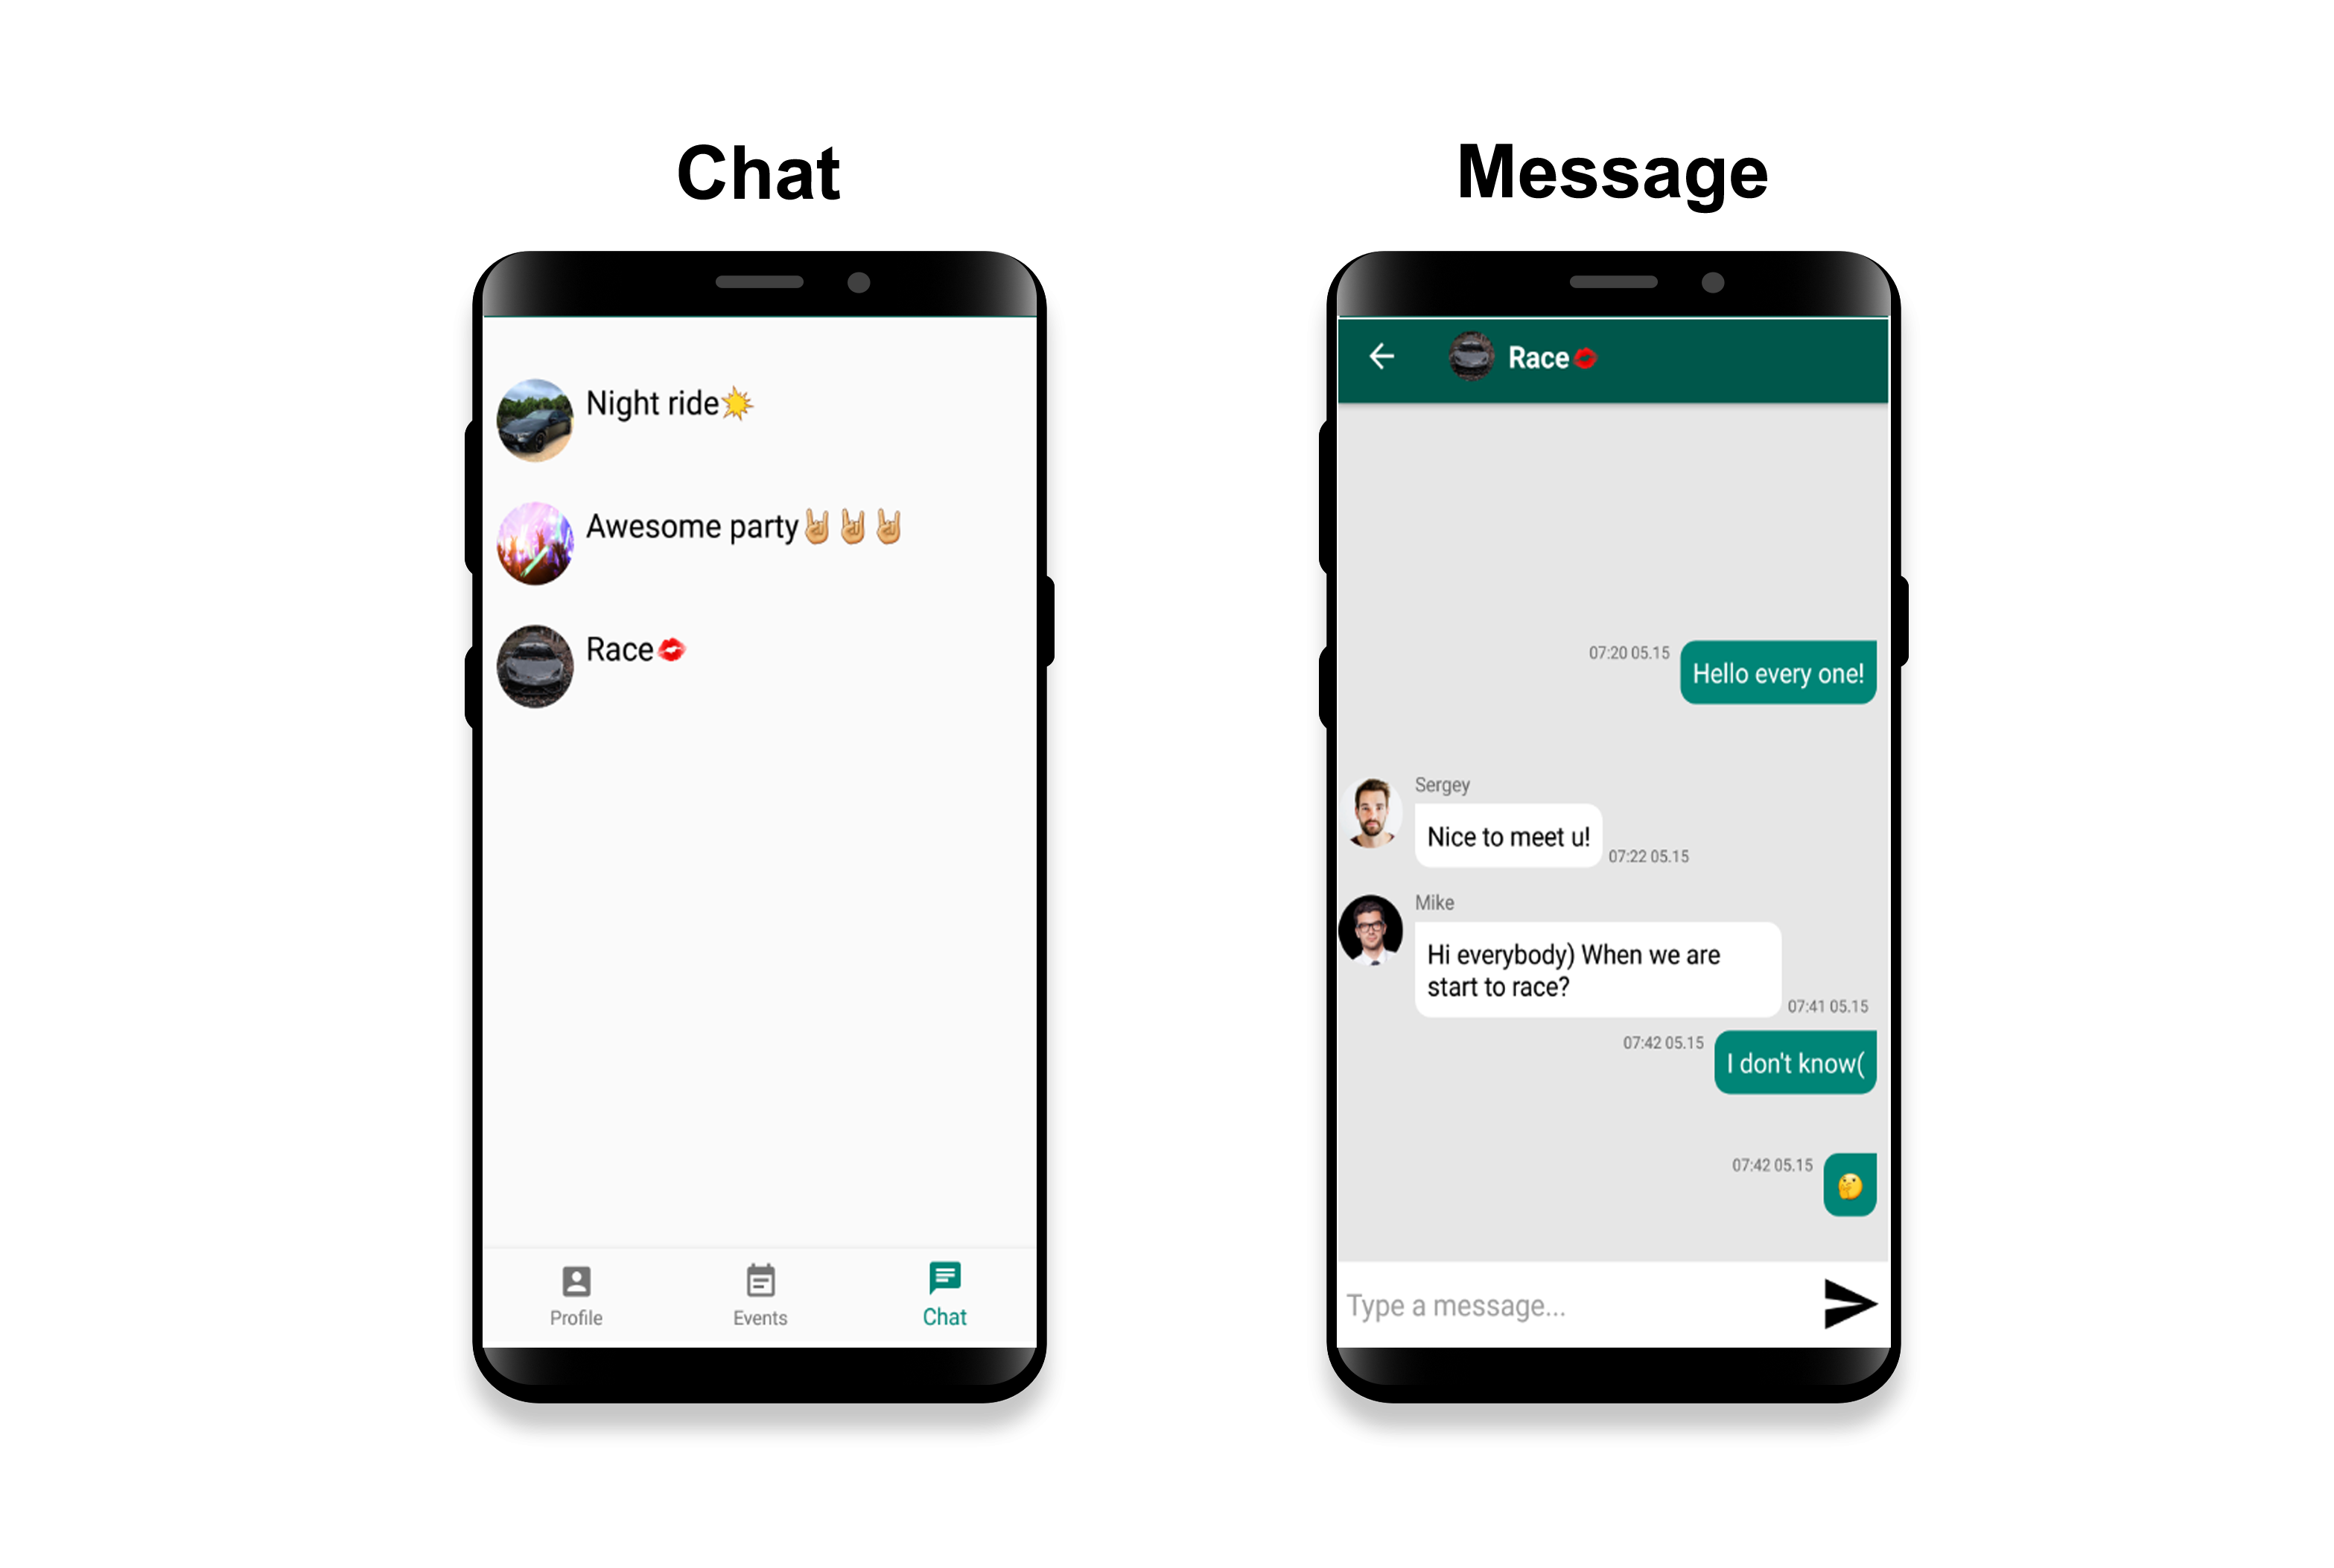 Chat
Night ride💥
Awesome party🤘🏼🤘🏼🤘🏼
Race💋
Profile
Events
Chat
Message
Race💋
07:20 05.15
Hello every one!
Sergey
Nice to meet u!
07:22 05.15
Mike
Hi everybody) When we are
start to race?
07:41 05.15
07:42 05.15
I don't know(
07:42 05.15
🤔
Type a message...